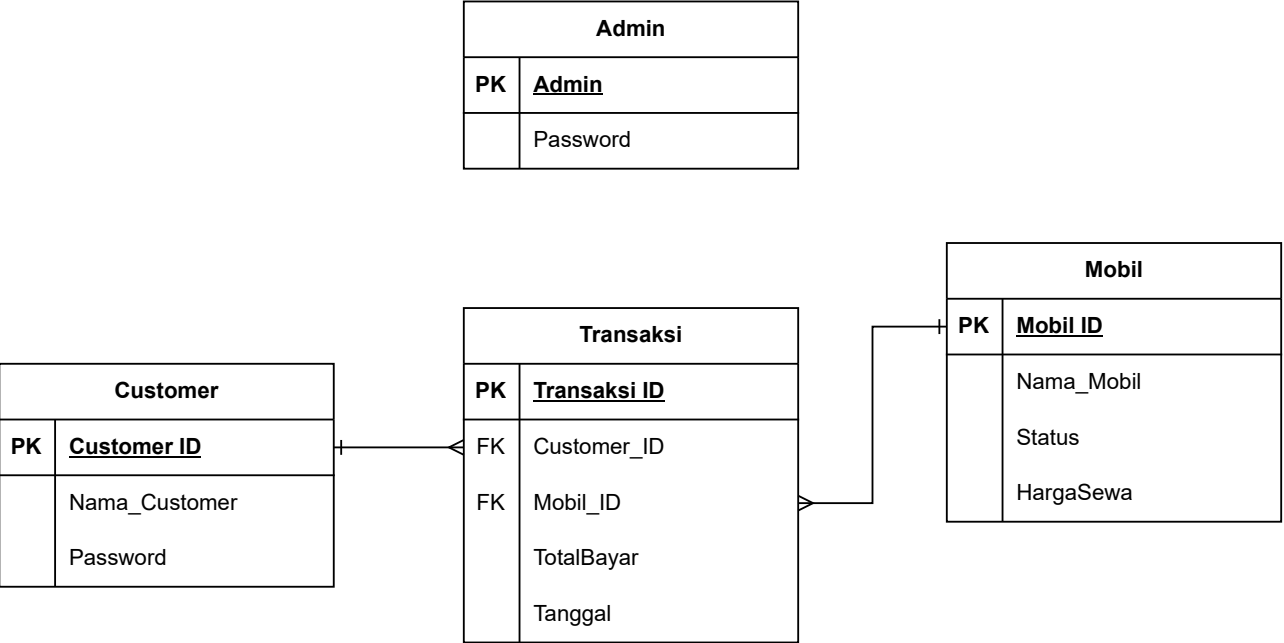 Admin
PK Admin
Password
Mobil
PK Mobil ID
Nama_Mobil
Status
HargaSewa
Transaksi
PK Transaksi ID
FK Customer_ID
FK Mobil_ID
TotalBayar
Tanggal
Customer
PK Customer ID
Nama_Customer
Password